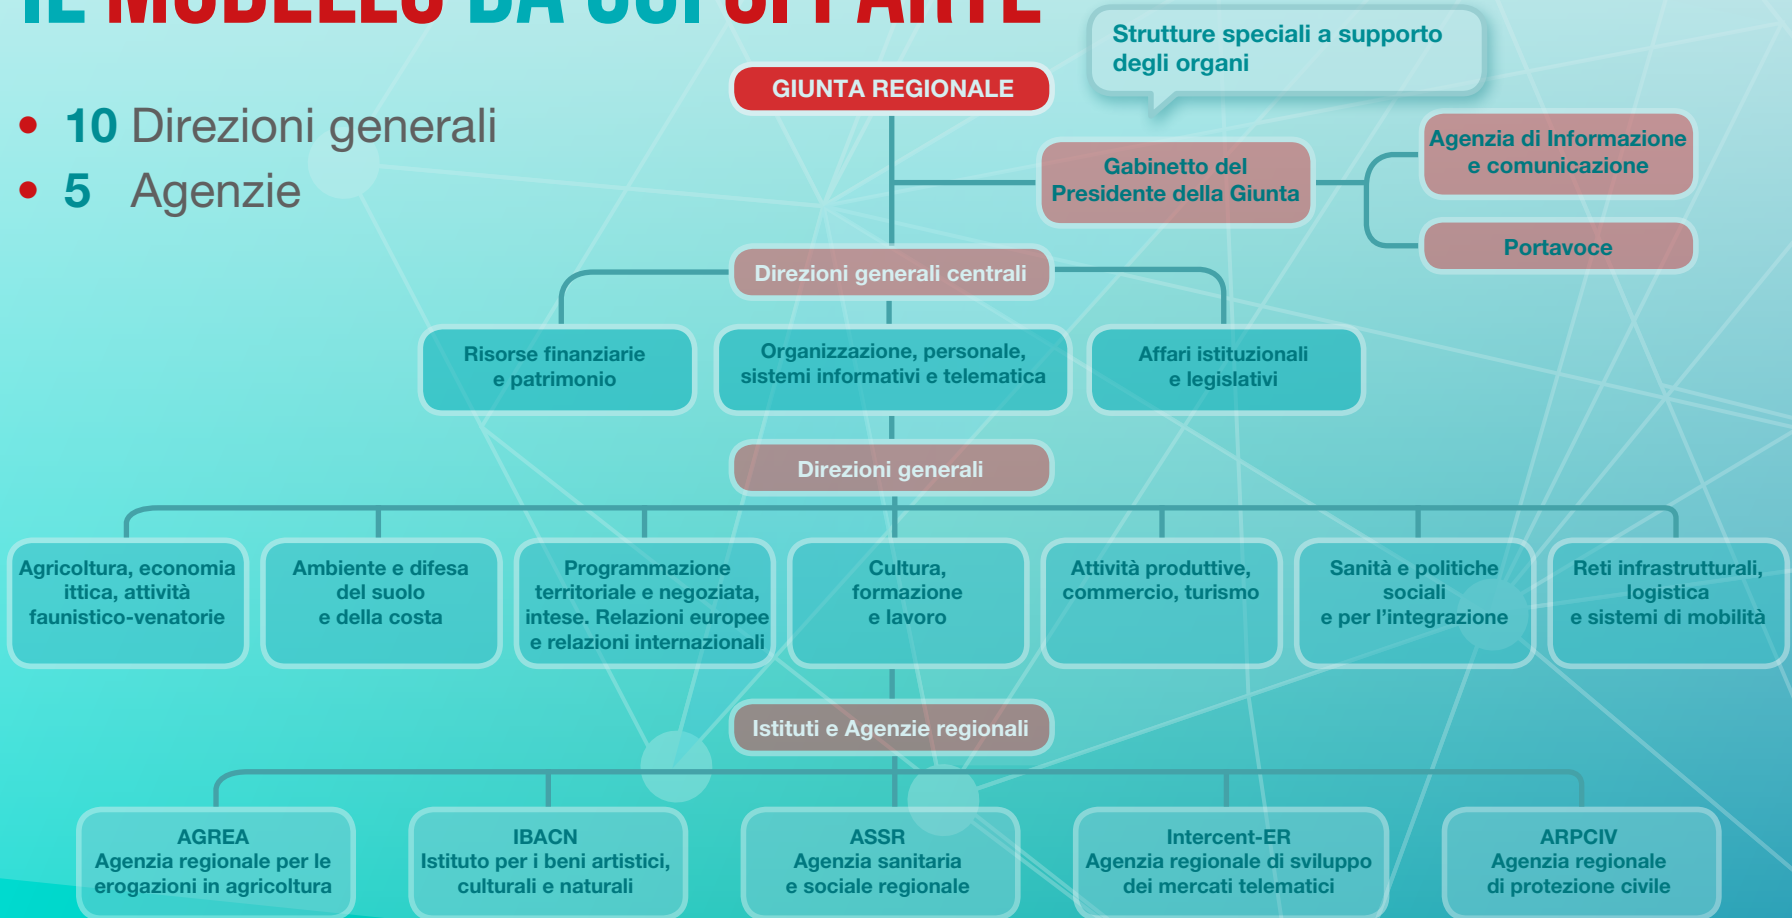 IL MODELLO DA CUI SI PARTE
• 10 Direzioni generali
• 5 Agenzie
Strutture speciali a supporto
degli organi
GIUNTA REGIONALE
Gabinetto del
Presidente della Giunta
Agenzia di Informazione
e comunicazione
Portavoce
Direzioni generali centrali
Risorse finanziarie
e patrimonio
Organizzazione, personale,
sistemi informativi e telematica
Affari istituzionali
e legislativi
Direzioni generali
Agricoltura, economia
ittica, attività
faunistico-venatorie
Ambiente e difesa
del suolo
e della costa
Programmazione
territoriale e negoziata,
intese. Relazioni europee
e relazioni internazionali
Cultura,
formazione
e lavoro
Attività produttive,
commercio, turismo
Sanità e politiche
sociali
e per l'integrazione
Reti infrastrutturali,
logistica
e sistemi di mobilità
Istituti e Agenzie regionali
AGREA
Agenzia regionale per le
erogazioni in agricoltura
IBACN
Istituto per i beni artistici,
culturali e naturali
ASSR
Agenzia sanitaria
e sociale regionale
Intercent-ER
Agenzia regionale di sviluppo
dei mercati telematici
ARPCIV
Agenzia regionale
di protezione civile